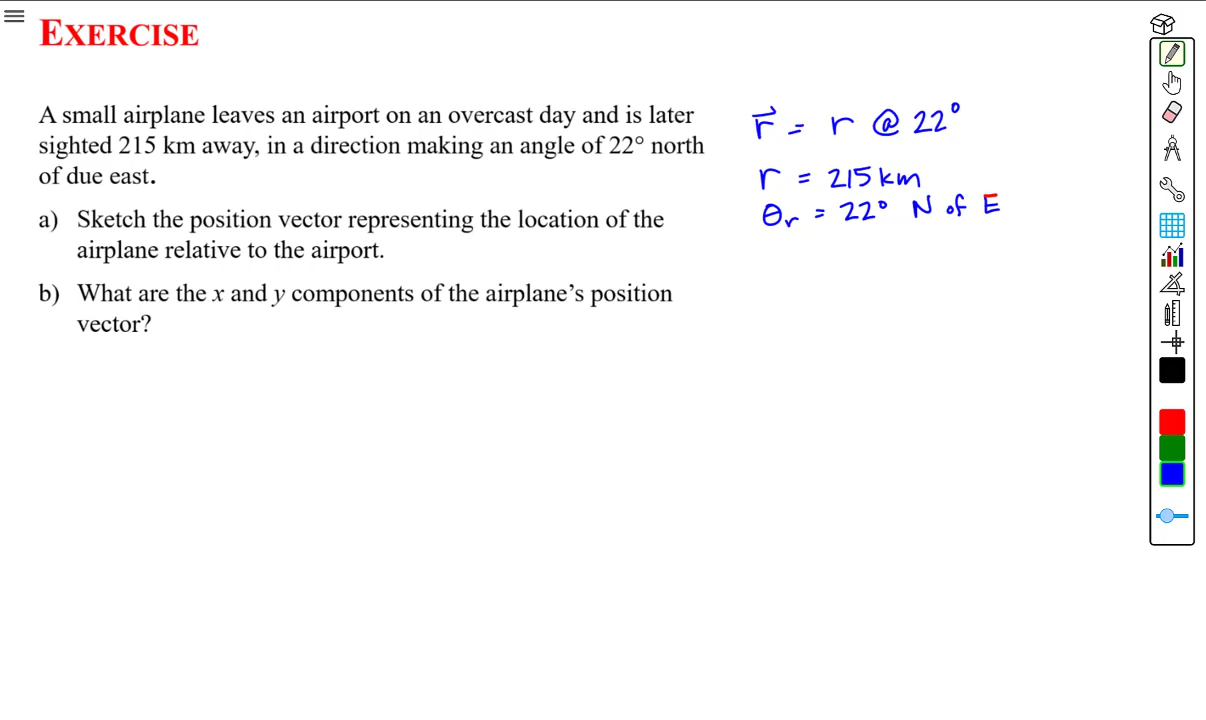 EXERCISE
A small airplane leaves an airport on an overcast day and is later
sighted 215 km away, in a direction making an angle of 22° north
of due east.
a) Sketch the position vector representing the location of the
airplane relative to the airport.
b) What are the x and y components of the airplane’s position
vector?
r⃗ = r @ 22°
r = 215 km
θr = 22° N of E